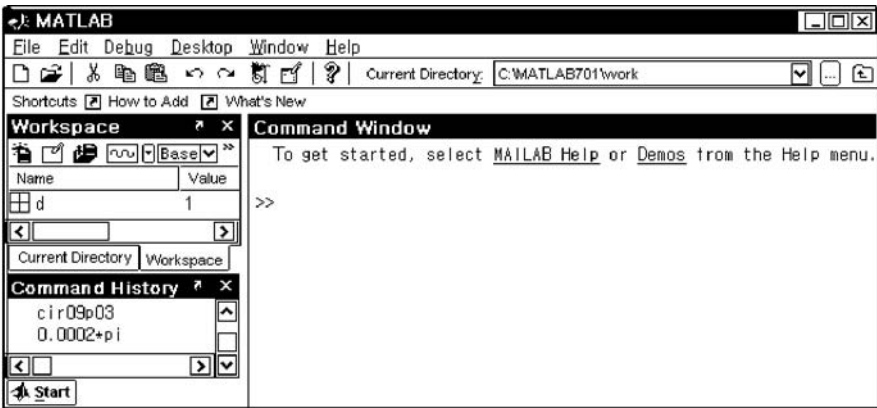 MATLAB
File Edit Debug Desktop Window Help
Current Directory: C:\MATLAB701\work
Shortcuts How to Add What's New
Workspace
Base
Name Value
d 1
Current Directory Workspace
Command History
cir09p03
0.0002*pi
Start
Command Window
To get started, select MAILAB Help or Demos trom the Help menu.
>>